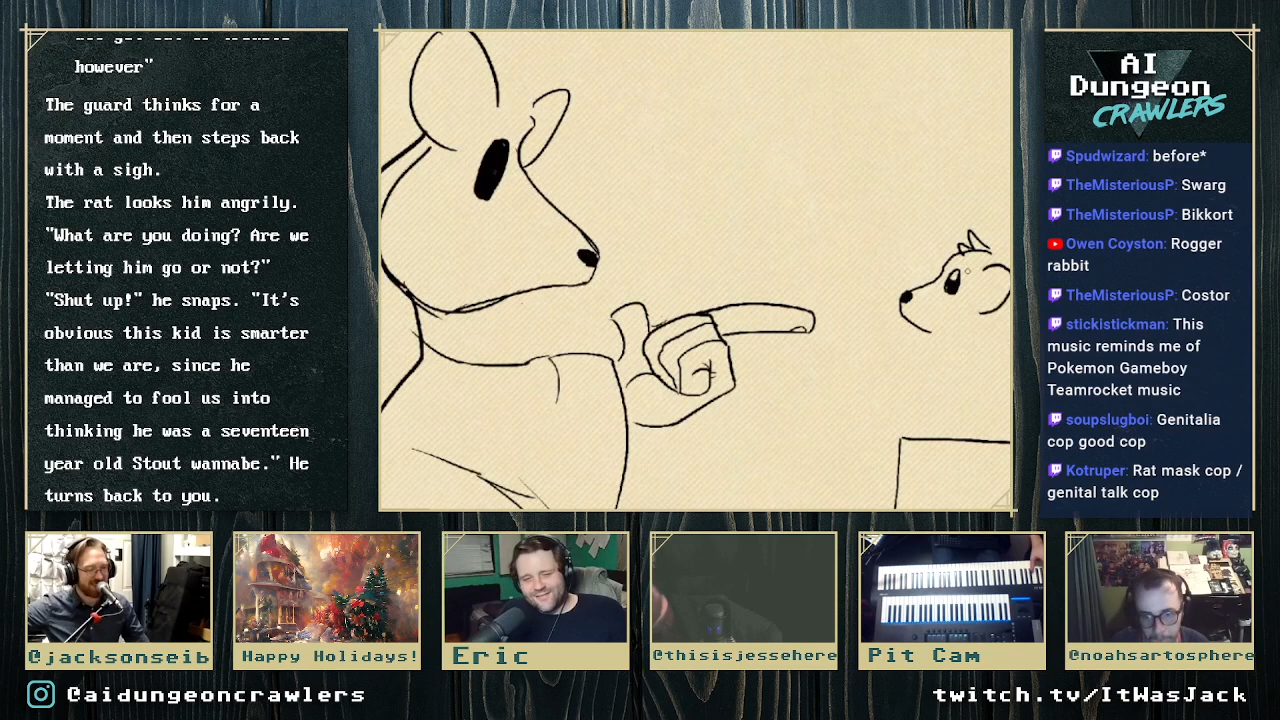 however"
The guard thinks for a
moment and then steps back
with a sigh.
The rat looks him angrily.
"What are you doing? Are we
letting him go or not?"
"Shut up!" he snaps. "It's
obvious this kid is smarter
than we are, since he
managed to fool us into
thinking he was a seventeen
year old Stout wannabe." He
turns back to you.
AI
Dungeon
CRAWLERS
Spudwizard: before*
TheMisteriousP: Swarg
TheMisteriousP: Bikkort
Owen Coyston: Rogger
rabbit
TheMisteriousP: Costor
stickistickman: This
music reminds me of
Pokemon Gameboy
Teamrocket music
soupslugboi: Genitalia
cop good cop
Kotruper: Rat mask cop /
genital talk cop
@jacksonseib
Happy Holidays!
Eric
@thisisjessehere
Pit Cam
@noahsartosphere
@aidungeoncrawlers
twitch.tv/ItWasJack